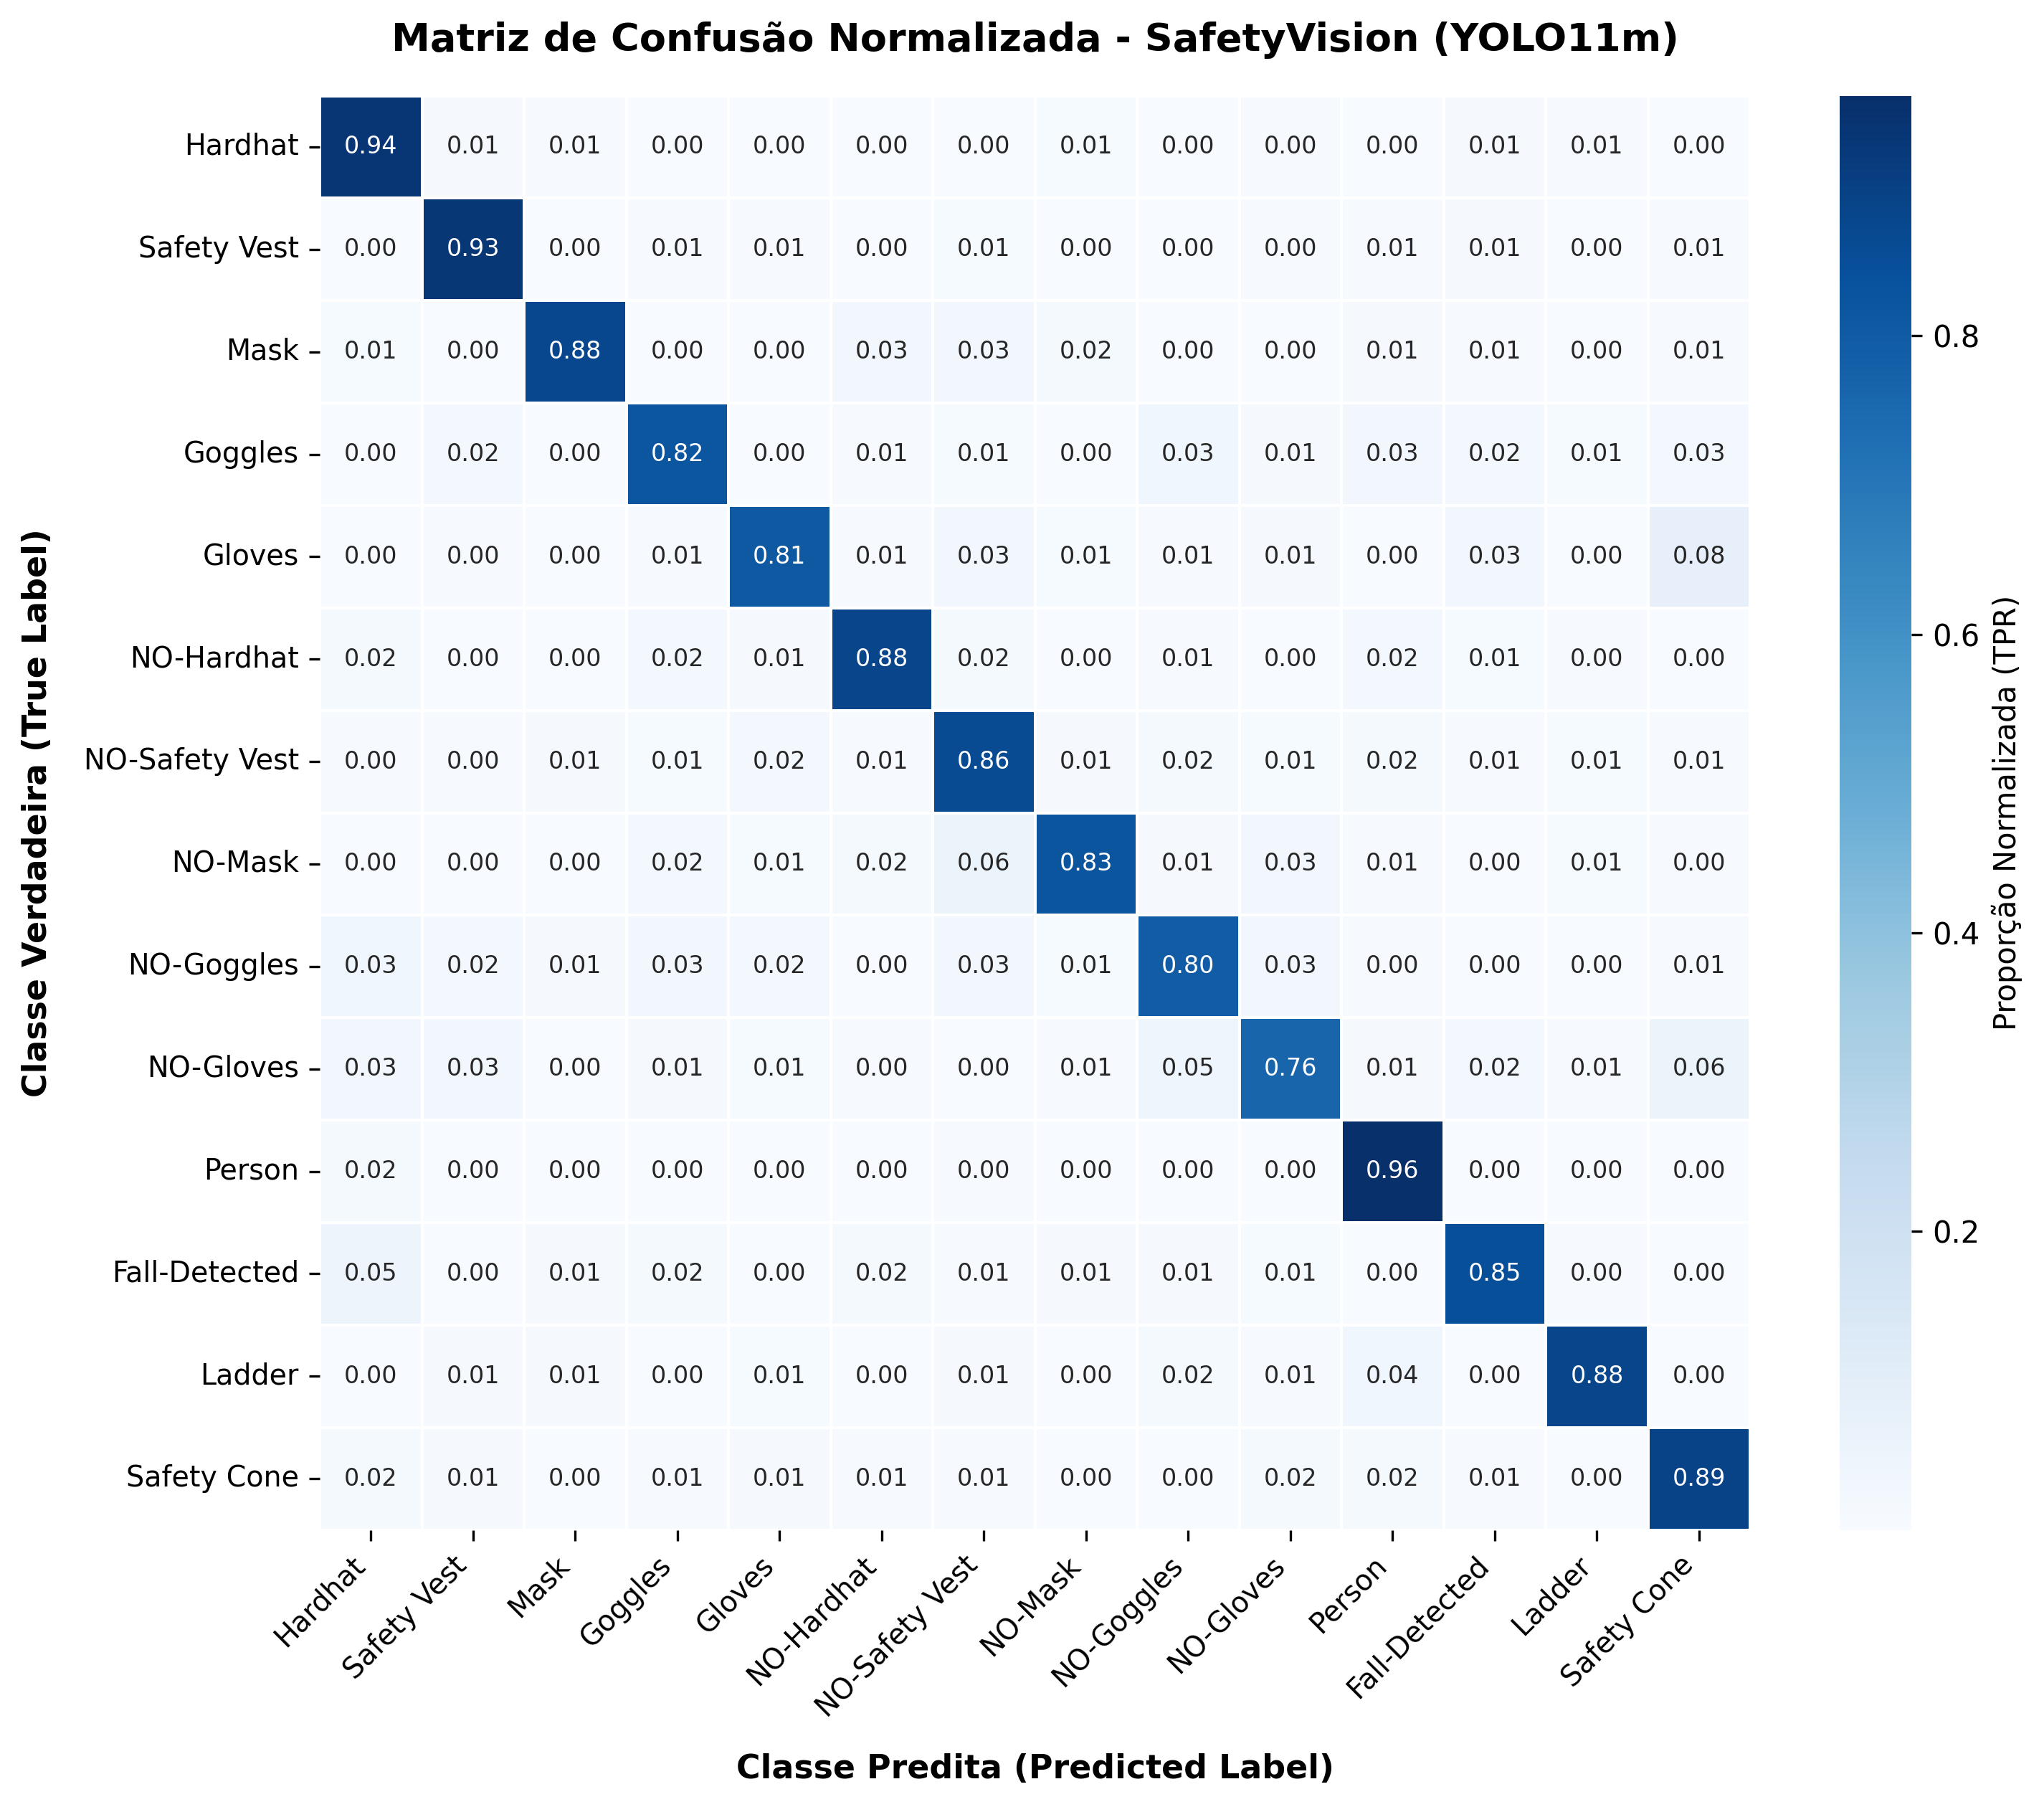 Matriz de Confusão Normalizada - SafetyVision (YOLO11m)
Classe Verdadeira (True Label)
Hardhat 0.94 0.01 0.01 0.00 0.00 0.00 0.00 0.01 0.00 0.00 0.00 0.01 0.01 0.00
Safety Vest 0.00 0.93 0.00 0.01 0.01 0.00 0.01 0.00 0.00 0.00 0.01 0.01 0.00 0.01
Mask 0.01 0.00 0.88 0.00 0.00 0.03 0.03 0.02 0.00 0.00 0.01 0.01 0.00 0.01
Goggles 0.00 0.02 0.00 0.82 0.00 0.01 0.01 0.00 0.03 0.01 0.03 0.02 0.01 0.03
Gloves 0.00 0.00 0.00 0.01 0.81 0.01 0.03 0.01 0.01 0.01 0.00 0.03 0.00 0.08
NO-Hardhat 0.02 0.00 0.00 0.02 0.01 0.88 0.02 0.00 0.01 0.00 0.02 0.01 0.00 0.00
NO-Safety Vest 0.00 0.00 0.01 0.01 0.02 0.01 0.86 0.01 0.02 0.01 0.02 0.01 0.01 0.01
NO-Mask 0.00 0.00 0.00 0.02 0.01 0.02 0.06 0.83 0.01 0.03 0.01 0.00 0.01 0.00
NO-Goggles 0.03 0.02 0.01 0.03 0.02 0.00 0.03 0.01 0.80 0.03 0.00 0.00 0.00 0.01
NO-Gloves 0.03 0.03 0.00 0.01 0.01 0.00 0.00 0.01 0.05 0.76 0.01 0.02 0.01 0.06
Person 0.02 0.00 0.00 0.00 0.00 0.00 0.00 0.00 0.00 0.00 0.96 0.00 0.00 0.00
Fall-Detected 0.05 0.00 0.01 0.02 0.00 0.02 0.01 0.01 0.01 0.01 0.00 0.85 0.00 0.00
Ladder 0.00 0.01 0.01 0.00 0.01 0.00 0.01 0.00 0.02 0.01 0.04 0.00 0.88 0.00
Safety Cone 0.02 0.01 0.00 0.01 0.01 0.01 0.01 0.00 0.00 0.02 0.02 0.01 0.00 0.89
Hardhat
Safety Vest
Mask
Goggles
Gloves
NO-Hardhat
NO-Safety Vest
NO-Mask
NO-Goggles
NO-Gloves
Person
Fall-Detected
Ladder
Safety Cone
Classe Predita (Predicted Label)
0.8
0.6
0.4
0.2
Proporção Normalizada (TPR)